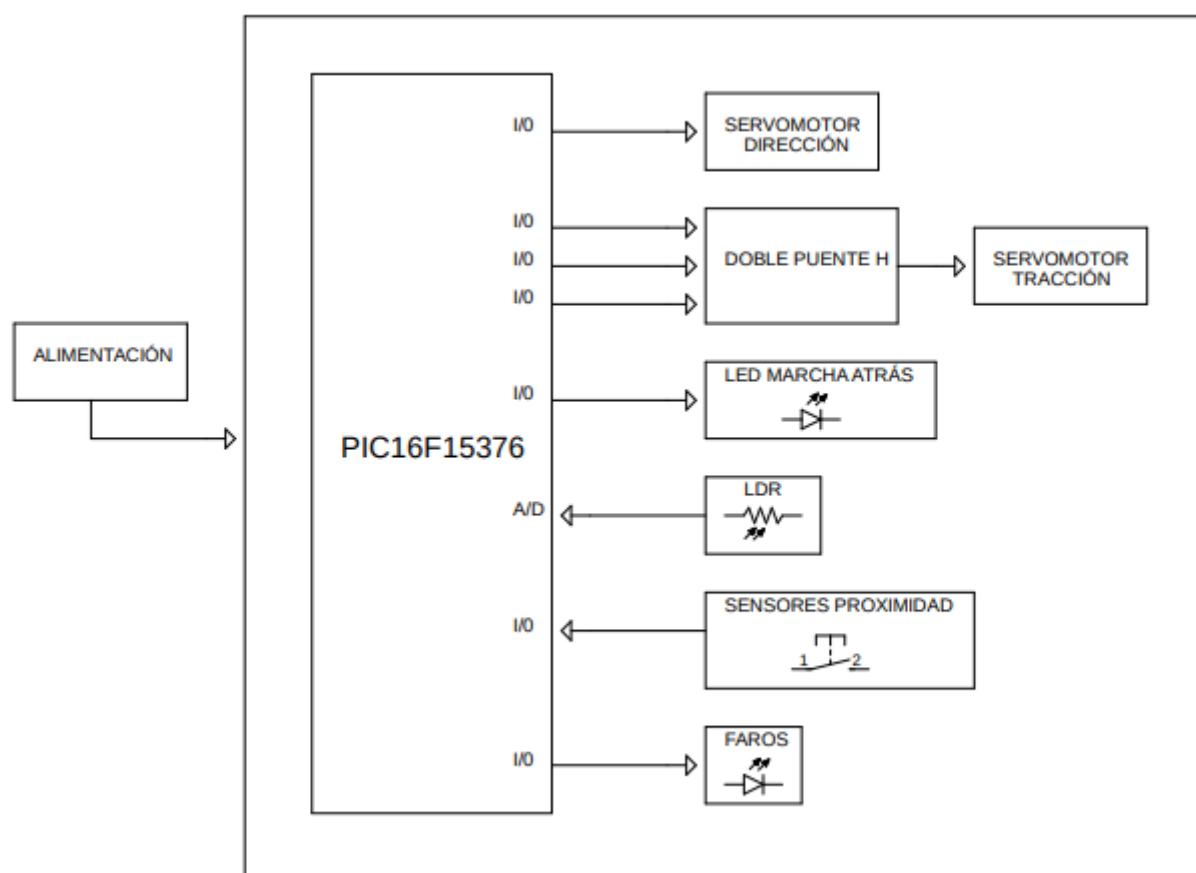 I/0
SERVOMOTOR
DIRECCIÓN
I/0
I/0
I/0
DOBLE PUENTE H
SERVOMOTOR
TRACCIÓN
ALIMENTACIÓN
I/0
LED MARCHA ATRÁS
PIC16F15376
A/D
LDR
I/0
SENSORES PROXIMIDAD
1 2
I/0
FAROS